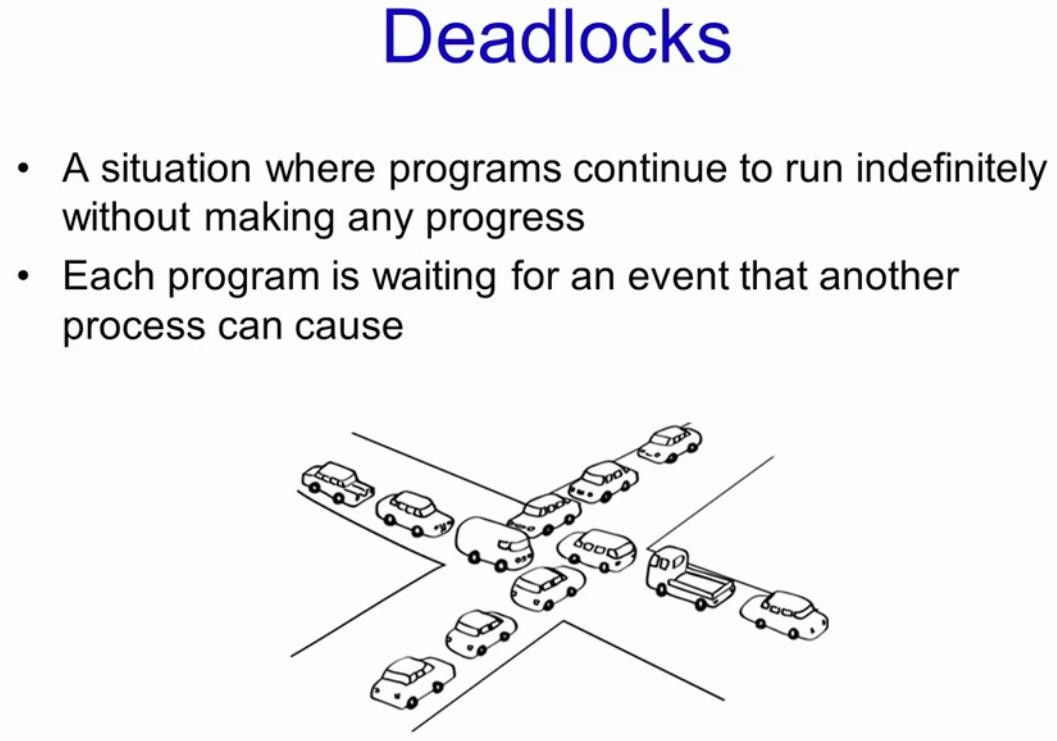 Deadlocks
• A situation where programs continue to run indefinitely
without making any progress
• Each program is waiting for an event that another
process can cause